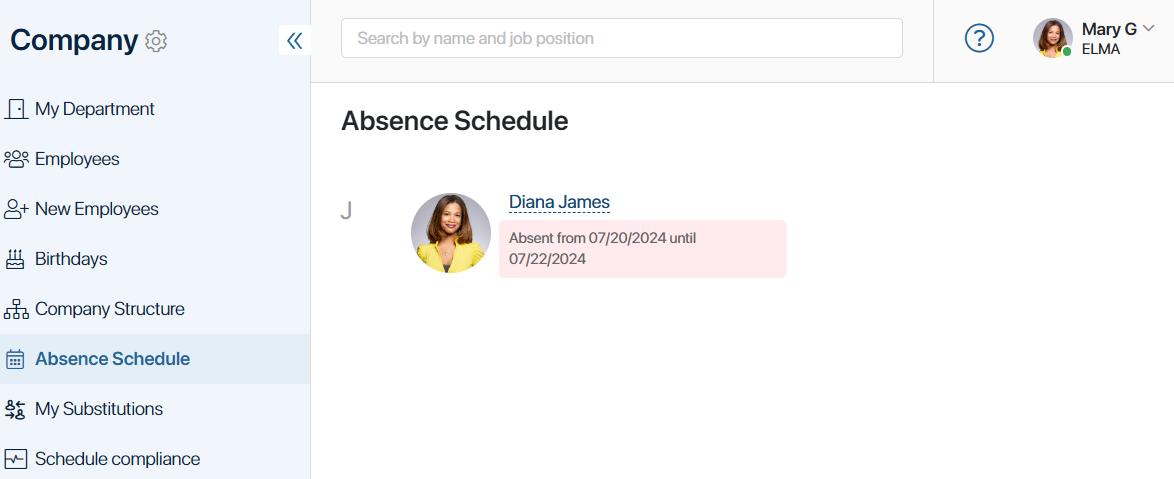 Company
My Department
Employees
New Employees
Birthdays
Company Structure
Absence Schedule
My Substitutions
Schedule compliance
Search by name and job position
?
Mary G
ELMA
Absence Schedule
J
Diana James
Absent from 07/20/2024 until
07/22/2024